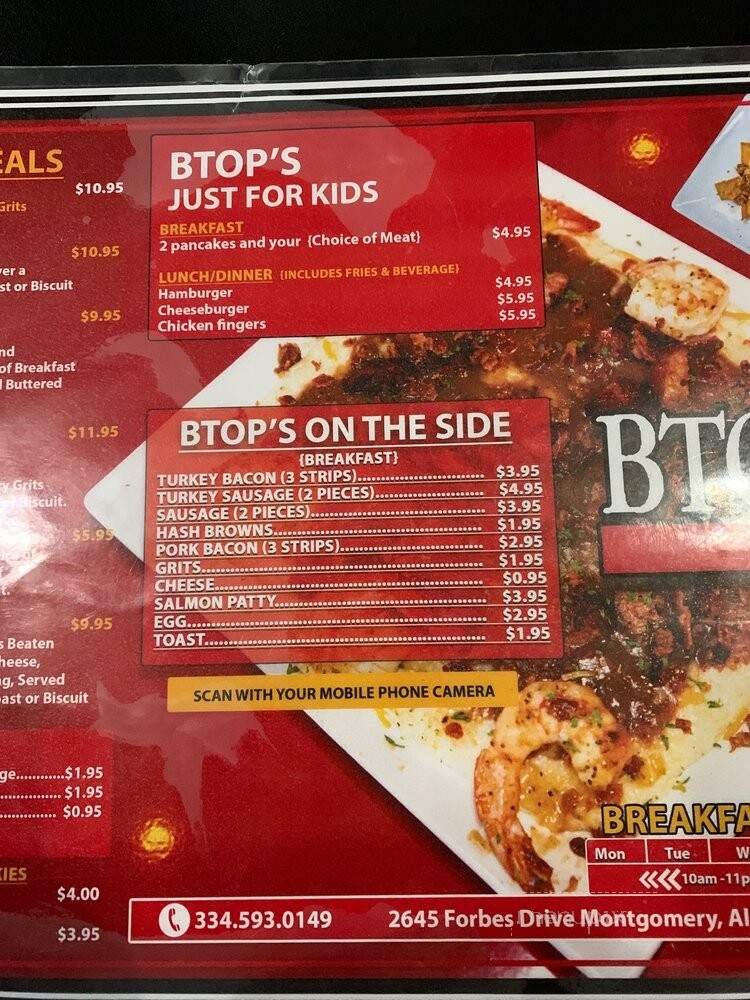 EALS
$10.95
Grits
$10.95
ver a
st or Biscuit
$9.95
nd
of Breakfast
l Buttered
$11.95
y Grits
Biscuit.
$5.95
t.
$9.95
s Beaten
heese,
ng, Served
oast or Biscuit
ge.............$1.95
.............$1.95
............. $0.95
IES
$4.00
$3.95
BTOP'S
JUST FOR KIDS
BREAKFAST
2 pancakes and your {Choice of Meat} $4.95
LUNCH/DINNER {INCLUDES FRIES & BEVERAGE}
Hamburger $4.95
Cheeseburger $5.95
Chicken fingers $5.95
BTOP'S ON THE SIDE
{BREAKFAST}
TURKEY BACON (3 STRIPS)............................. $3.95
TURKEY SAUSAGE (2 PIECES)......................... $4.95
SAUSAGE (2 PIECES)........................................ $3.95
HASH BROWNS................................................ $1.95
PORK BACON (3 STRIPS)................................. $2.95
GRITS................................................................ $1.95
CHEESE............................................................. $0.95
SALMON PATTY................................................ $3.95
EGG................................................................... $2.95
TOAST............................................................... $1.95
SCAN WITH YOUR MOBILE PHONE CAMERA
BTO
BREAKFA
Mon Tue W
10am -11p
334.593.0149 2645 Forbes Drive Montgomery, Al